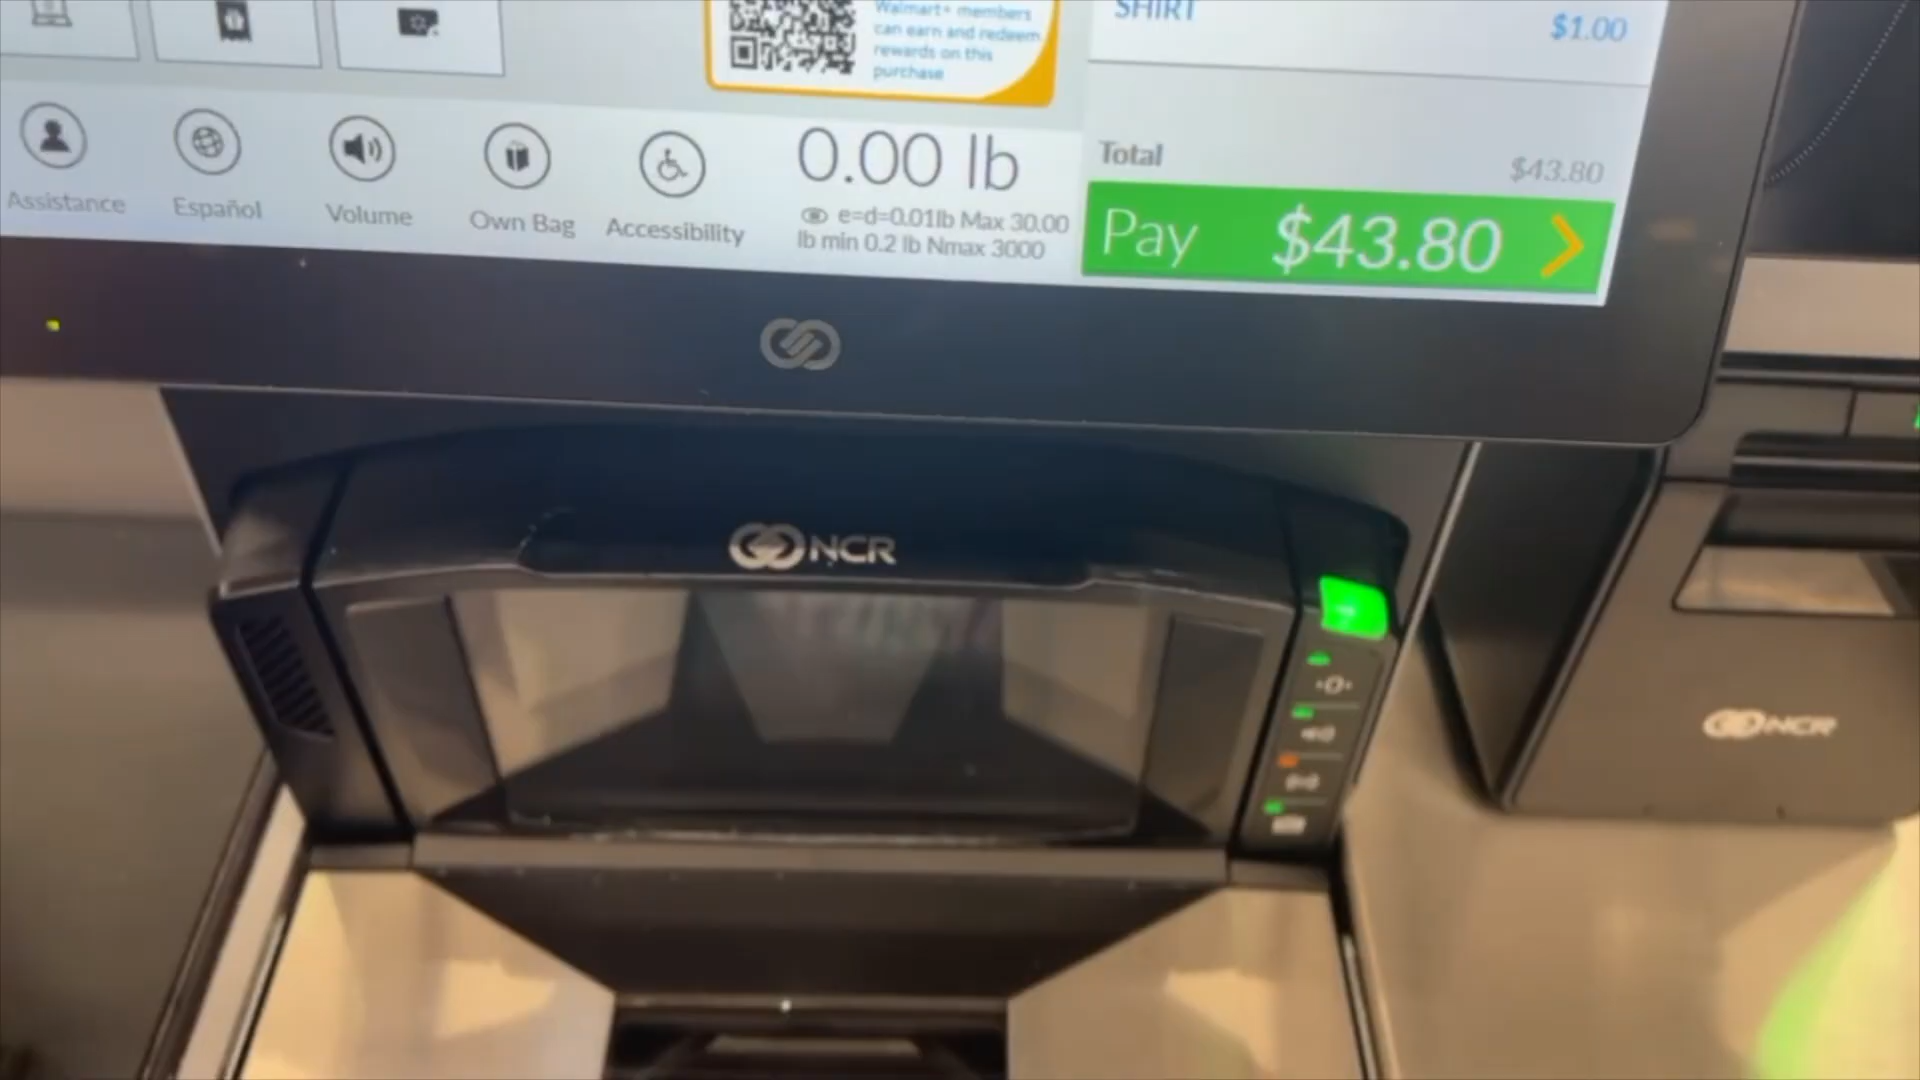 Walmart+ members
can earn and redeem
rewards on this
purchase
SHIRT
$1.00
Assistance
Español
Volume
Own Bag
Accessibility
0.00 lb
e=d=0.01lb Max 30.00
lb min 0.2 lb Nmax 3000
Total
$43.80
Pay $43.80
NCR
NCR